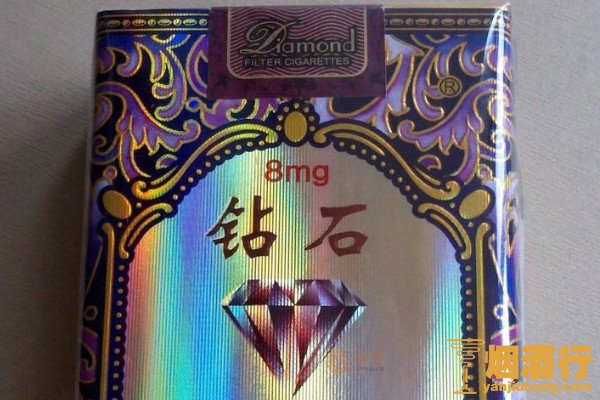 Diamond
FILTER CIGARETTES
®
8mg
钻石
烟酒行
yanjiuhang.com